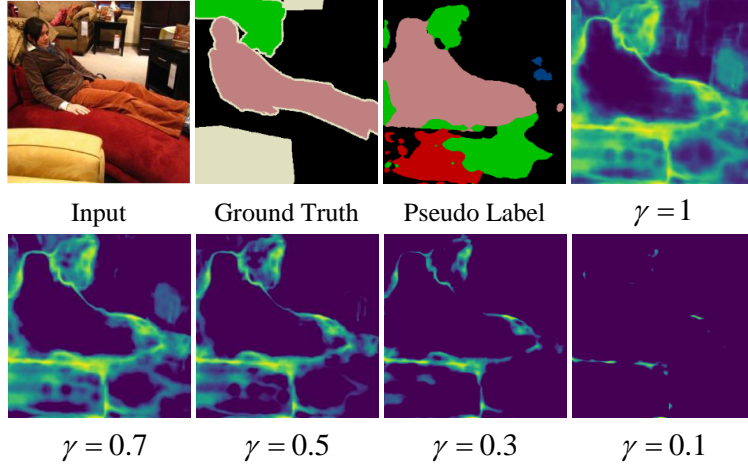 Input Ground Truth Pseudo Label γ = 1
γ = 0.7 γ = 0.5 γ = 0.3 γ = 0.1